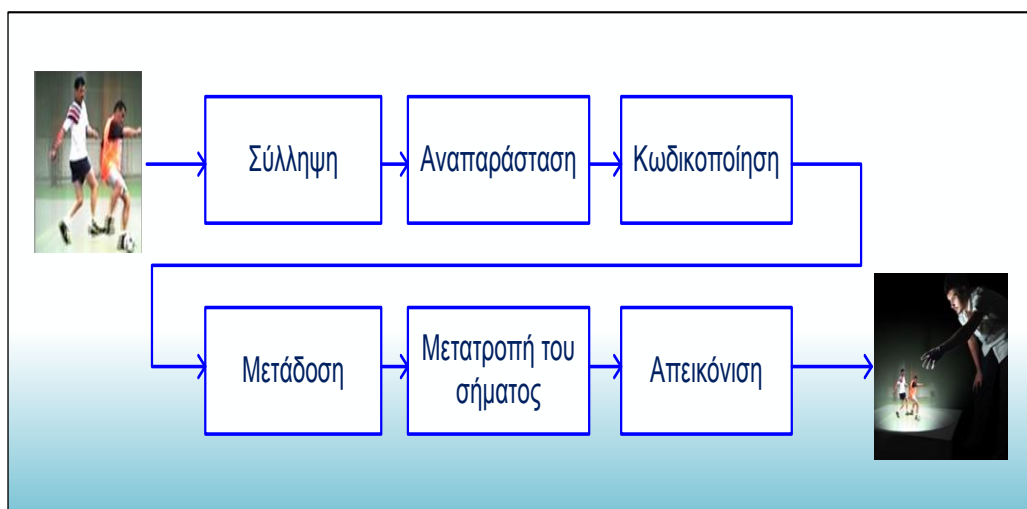 Σύλληψη
Αναπαράσταση
Κωδικοποίηση
Μετάδοση
Μετατροπή του
σήματος
Απεικόνιση